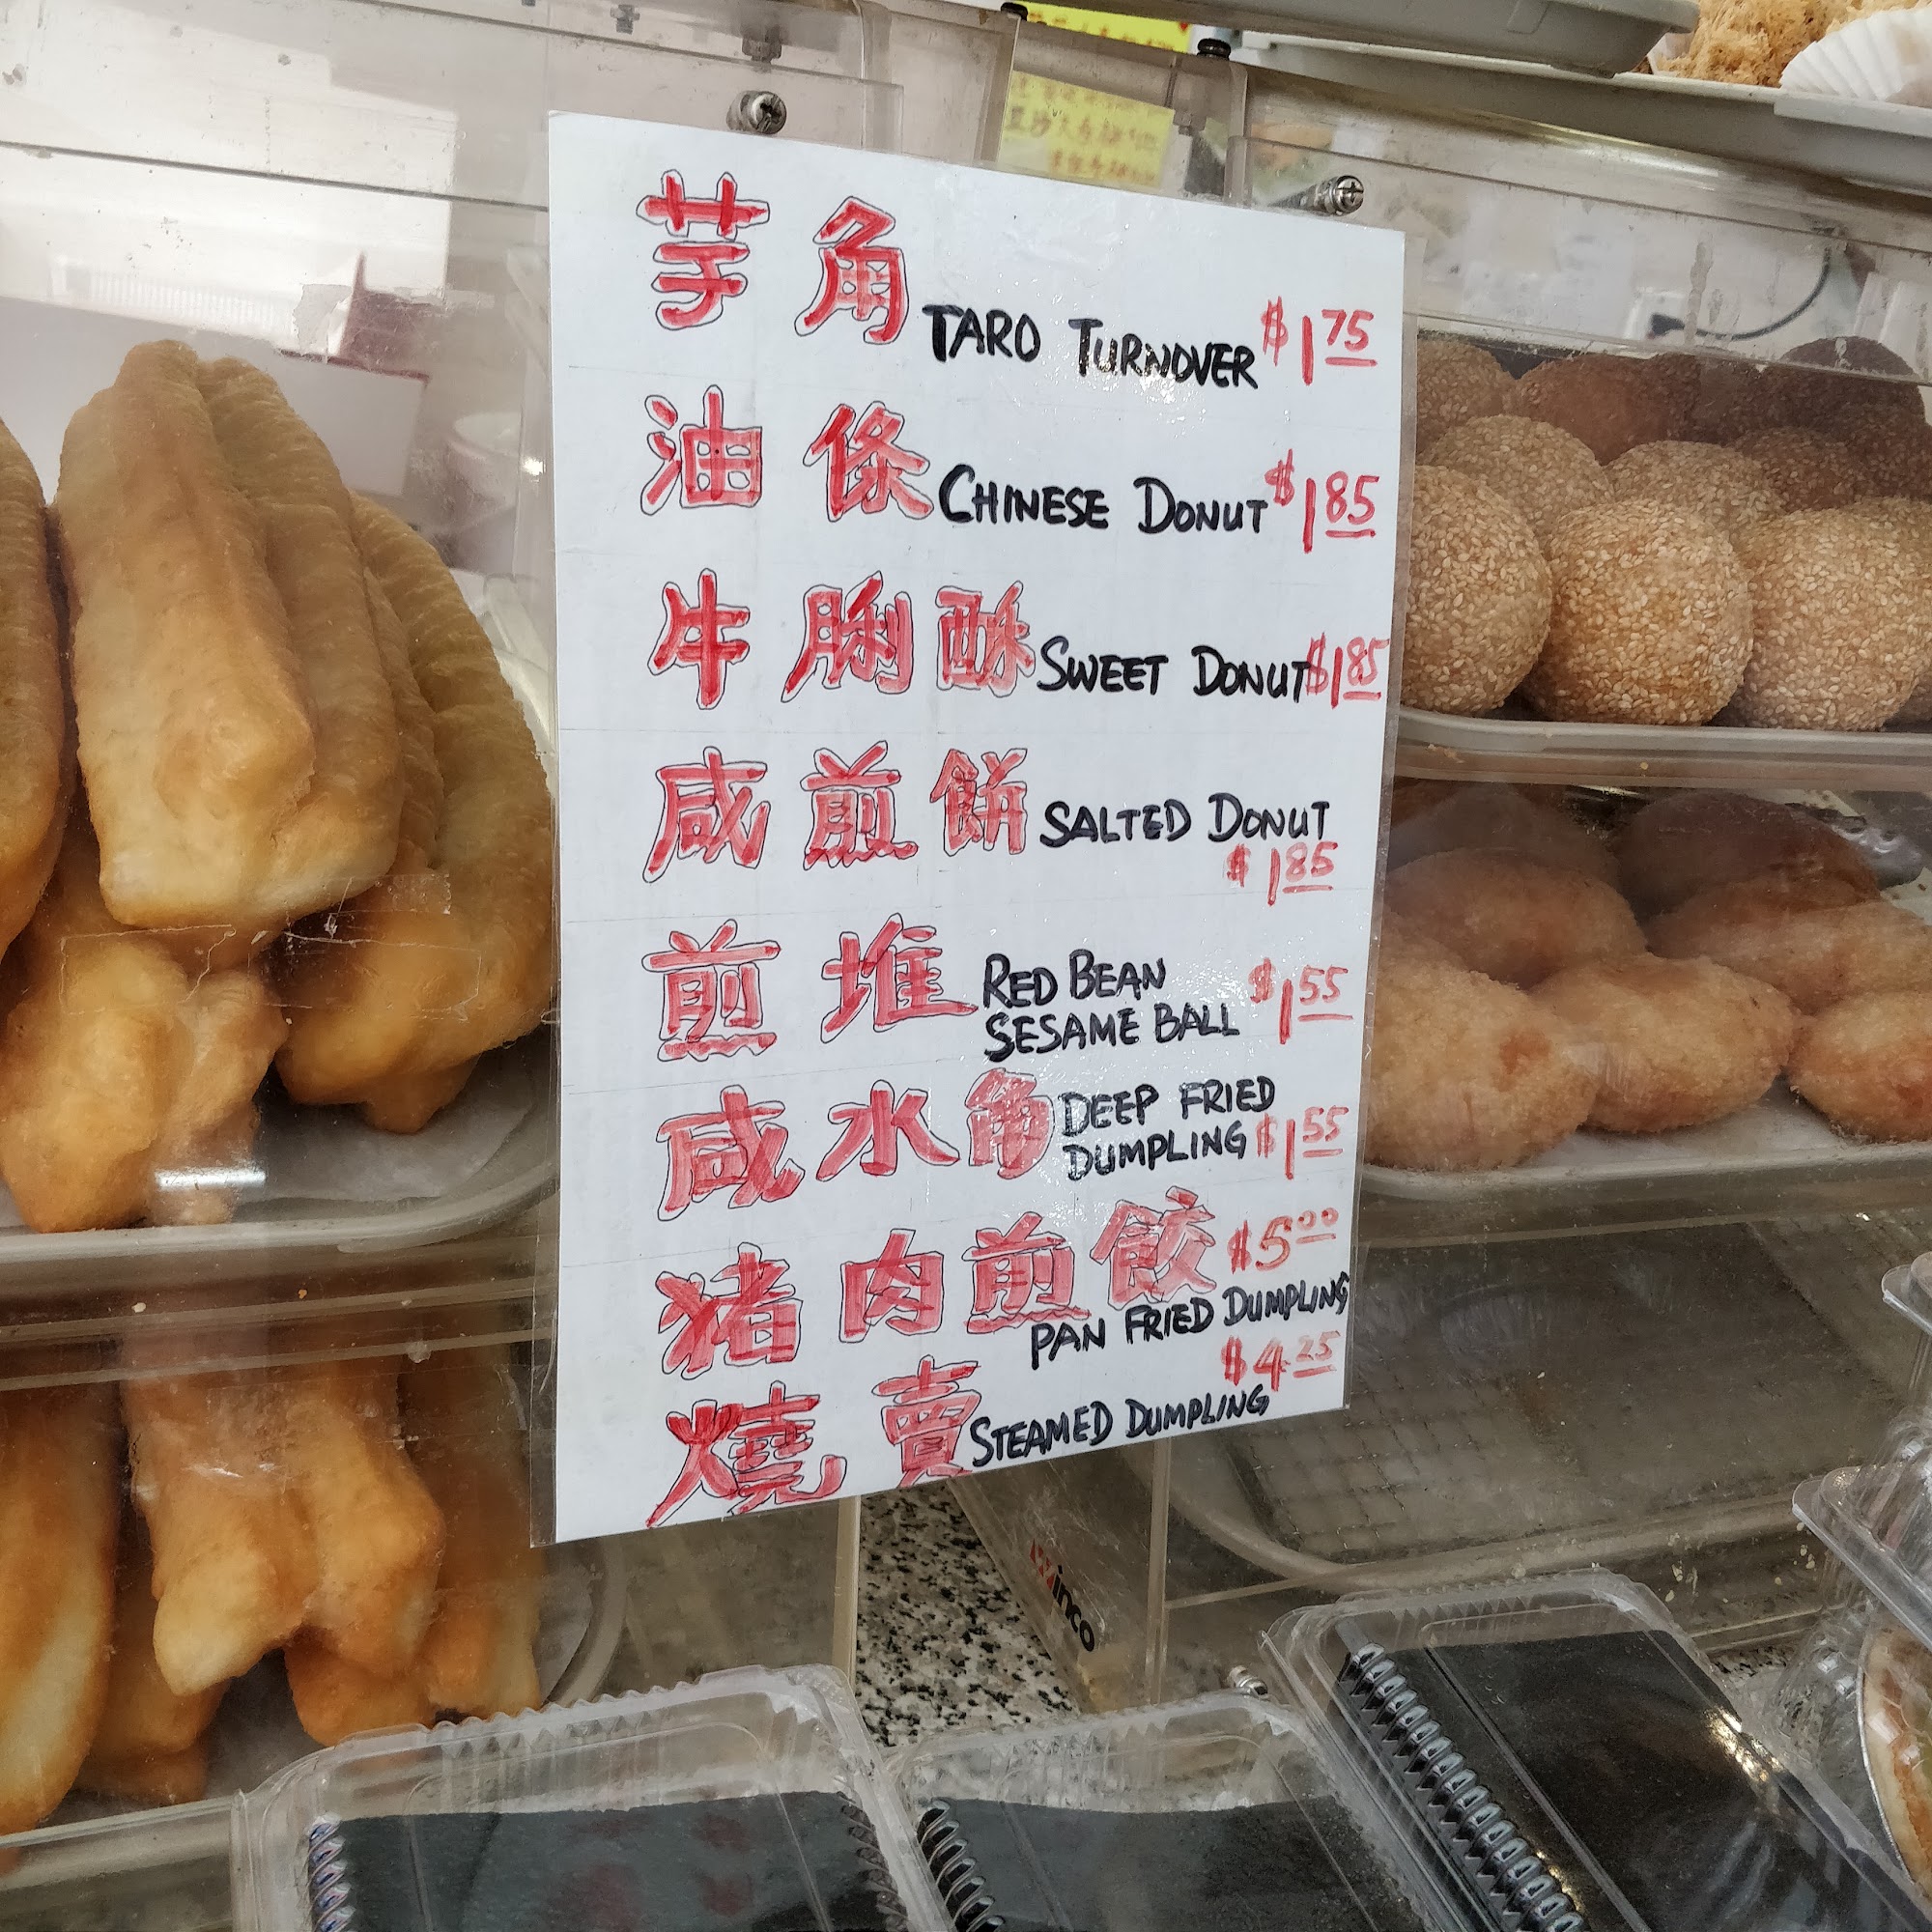 芋角 TARO TURNOVER $1.75
油條 CHINESE DONUT $1.85
牛脷酥 SWEET DONUT $1.85
咸煎餅 SALTED DONUT
$1.85
煎堆 RED BEAN
SESAME BALL $1.55
咸水角 DEEP FRIED
DUMPLING $1.55
猪肉煎餃 $5.00
PAN FRIED DUMPLING
$4.25
燒賣 STEAMED DUMPLING
Winco